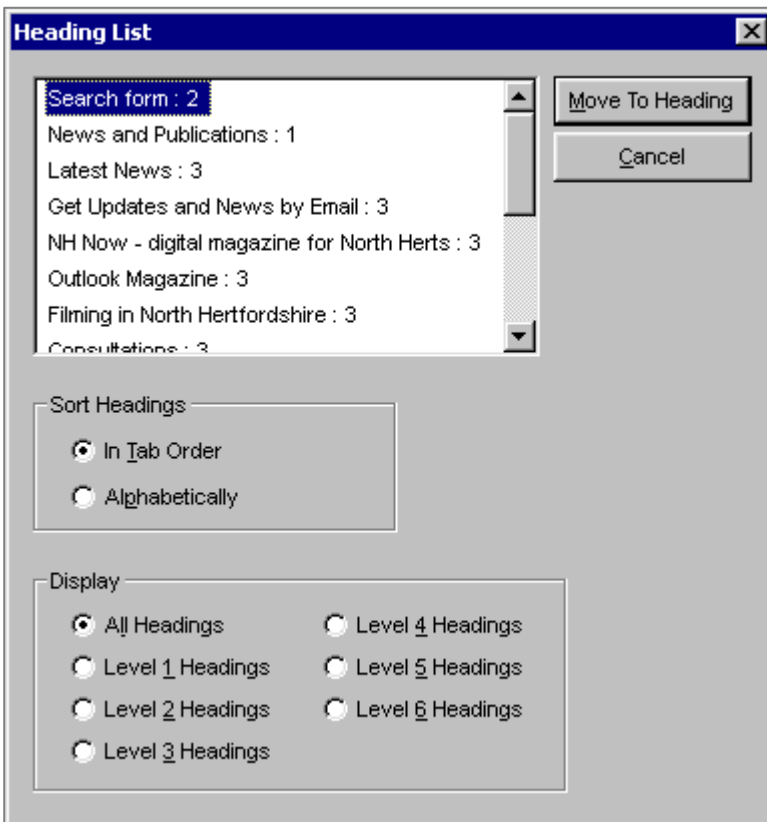 Heading List
Search form : 2
News and Publications : 1
Latest News : 3
Get Updates and News by Email : 3
NH Now - digital magazine for North Herts : 3
Outlook Magazine : 3
Filming in North Hertfordshire : 3
Consultations : 3
Move To Heading
Cancel
Sort Headings
In Tab Order
Alphabetically
Display
All Headings
Level 1 Headings
Level 2 Headings
Level 3 Headings
Level 4 Headings
Level 5 Headings
Level 6 Headings